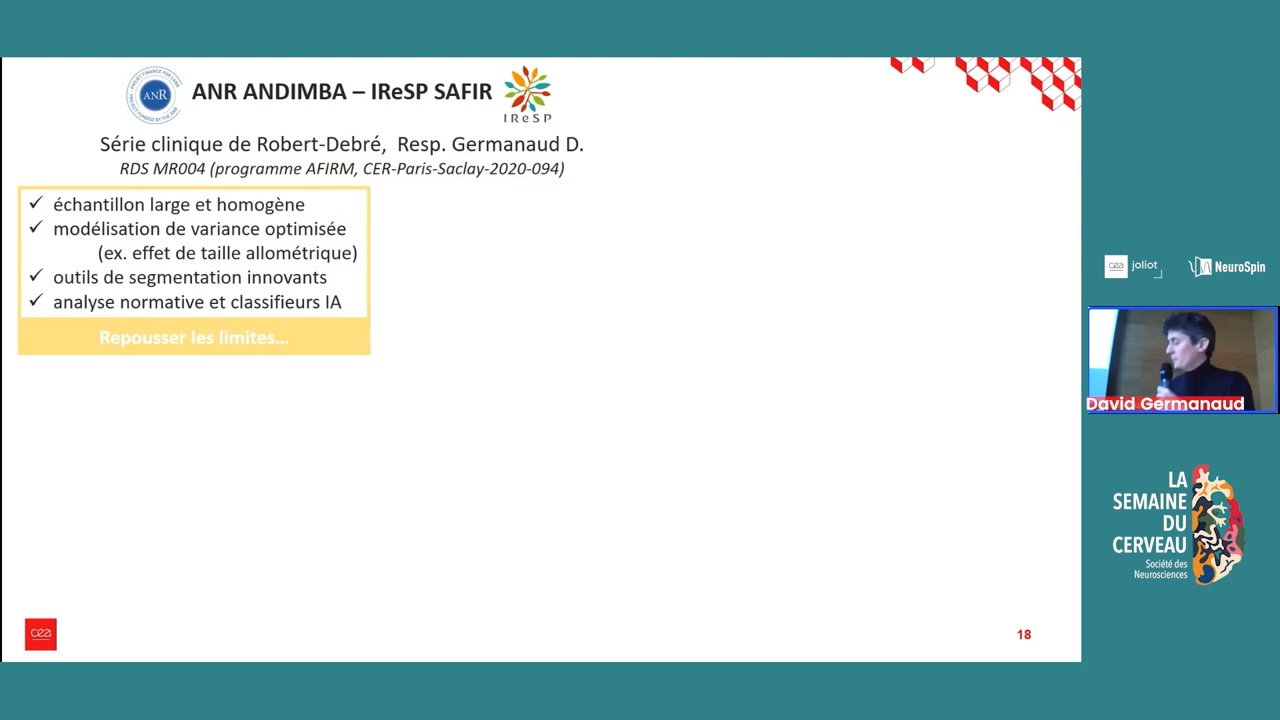 ANR ANDIMBA – IReSP SAFIR
ANR
IReSP
Série clinique de Robert-Debré, Resp. Germanaud D.
RDS MR004 (programme AFIRM, CER-Paris-Saclay-2020-094)
✓ échantillon large et homogène
✓ modélisation de variance optimisée
(ex. effet de taille allométrique)
✓ outils de segmentation innovants
✓ analyse normative et classifieurs IA
Repousser les limites...
cea
18
cea joliot
NeuroSpin
David Germanaud
LA
SEMAINE
DU
CERVEAU
Société des
Neurosciences